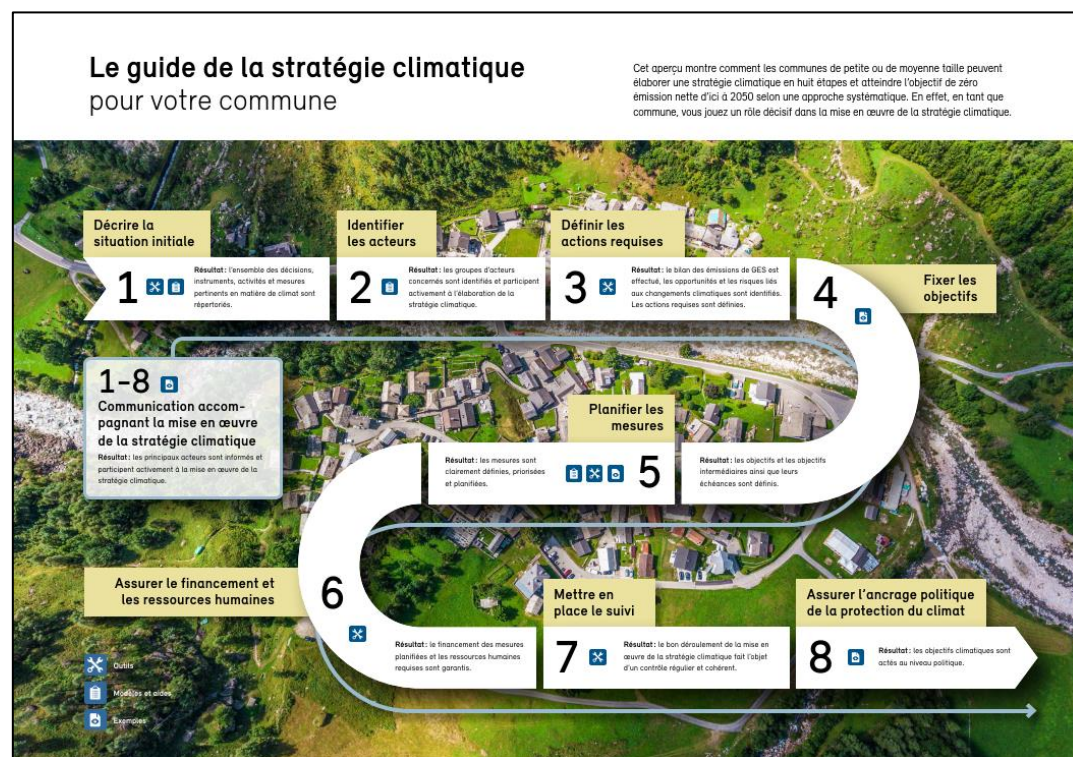 Le guide de la stratégie climatique
pour votre commune
Cet aperçu montre comment les communes de petite ou de moyenne taille peuvent
élaborer une stratégie climatique en huit étapes et atteindre l'objectif de zéro
émission nette d'ici à 2050 selon une approche systématique. En effet, en tant que
commune, vous jouez un rôle décisif dans la mise en œuvre de la stratégie climatique.
Décrire la
situation initiale
1
Résultat : l'ensemble des décisions,
instruments, activités et mesures
pertinents en matière de climat sont
répertoriés.
Identifier
les acteurs
2
Résultat : les groupes d'acteurs
concernés sont identifiés et participent
activement à l'élaboration de la
stratégie climatique.
Définir les
actions requises
3
Résultat : le bilan des émissions de GES est
effectué, les opportunités et les risques liés
aux changements climatiques sont identifiés.
Les actions requises sont définies.
4
Fixer les
objectifs
Résultat : les objectifs et les objectifs
intermédiaires ainsi que leurs
échéances sont définis.
1-8
Communication accom-
pagnant la mise en œuvre
de la stratégie climatique
Résultat : les principaux acteurs sont informés et
participent activement à la mise en œuvre de la
stratégie climatique.
Planifier les
mesures
Résultat : les mesures sont
clairement définies, priorisées
et planifiées.
5
Assurer le financement et
les ressources humaines
6
Résultat : le financement des mesures
planifiées et les ressources humaines
requises sont garantis.
Mettre en
place le suivi
7
Résultat : le bon déroulement de la mise en
œuvre de la stratégie climatique fait l'objet
d'un contrôle régulier et cohérent.
Assurer l'ancrage politique
de la protection du climat
8
Résultat : les objectifs climatiques sont
actés au niveau politique.
Outils
Modèles et aides
Exemples